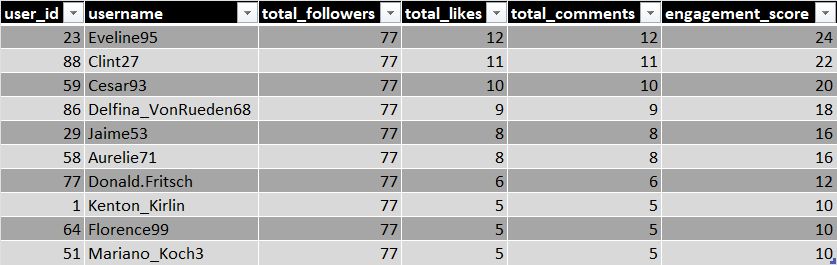 user_id username total_followers total_likes total_comments engagement_score
23 Eveline95 77 12 12 24
88 Clint27 77 11 11 22
59 Cesar93 77 10 10 20
86 Delfina_VonRueden68 77 9 9 18
29 Jaime53 77 8 8 16
58 Aurelie71 77 8 8 16
77 Donald.Fritsch 77 6 6 12
1 Kenton_Kirlin 77 5 5 10
64 Florence99 77 5 5 10
51 Mariano_Koch3 77 5 5 10